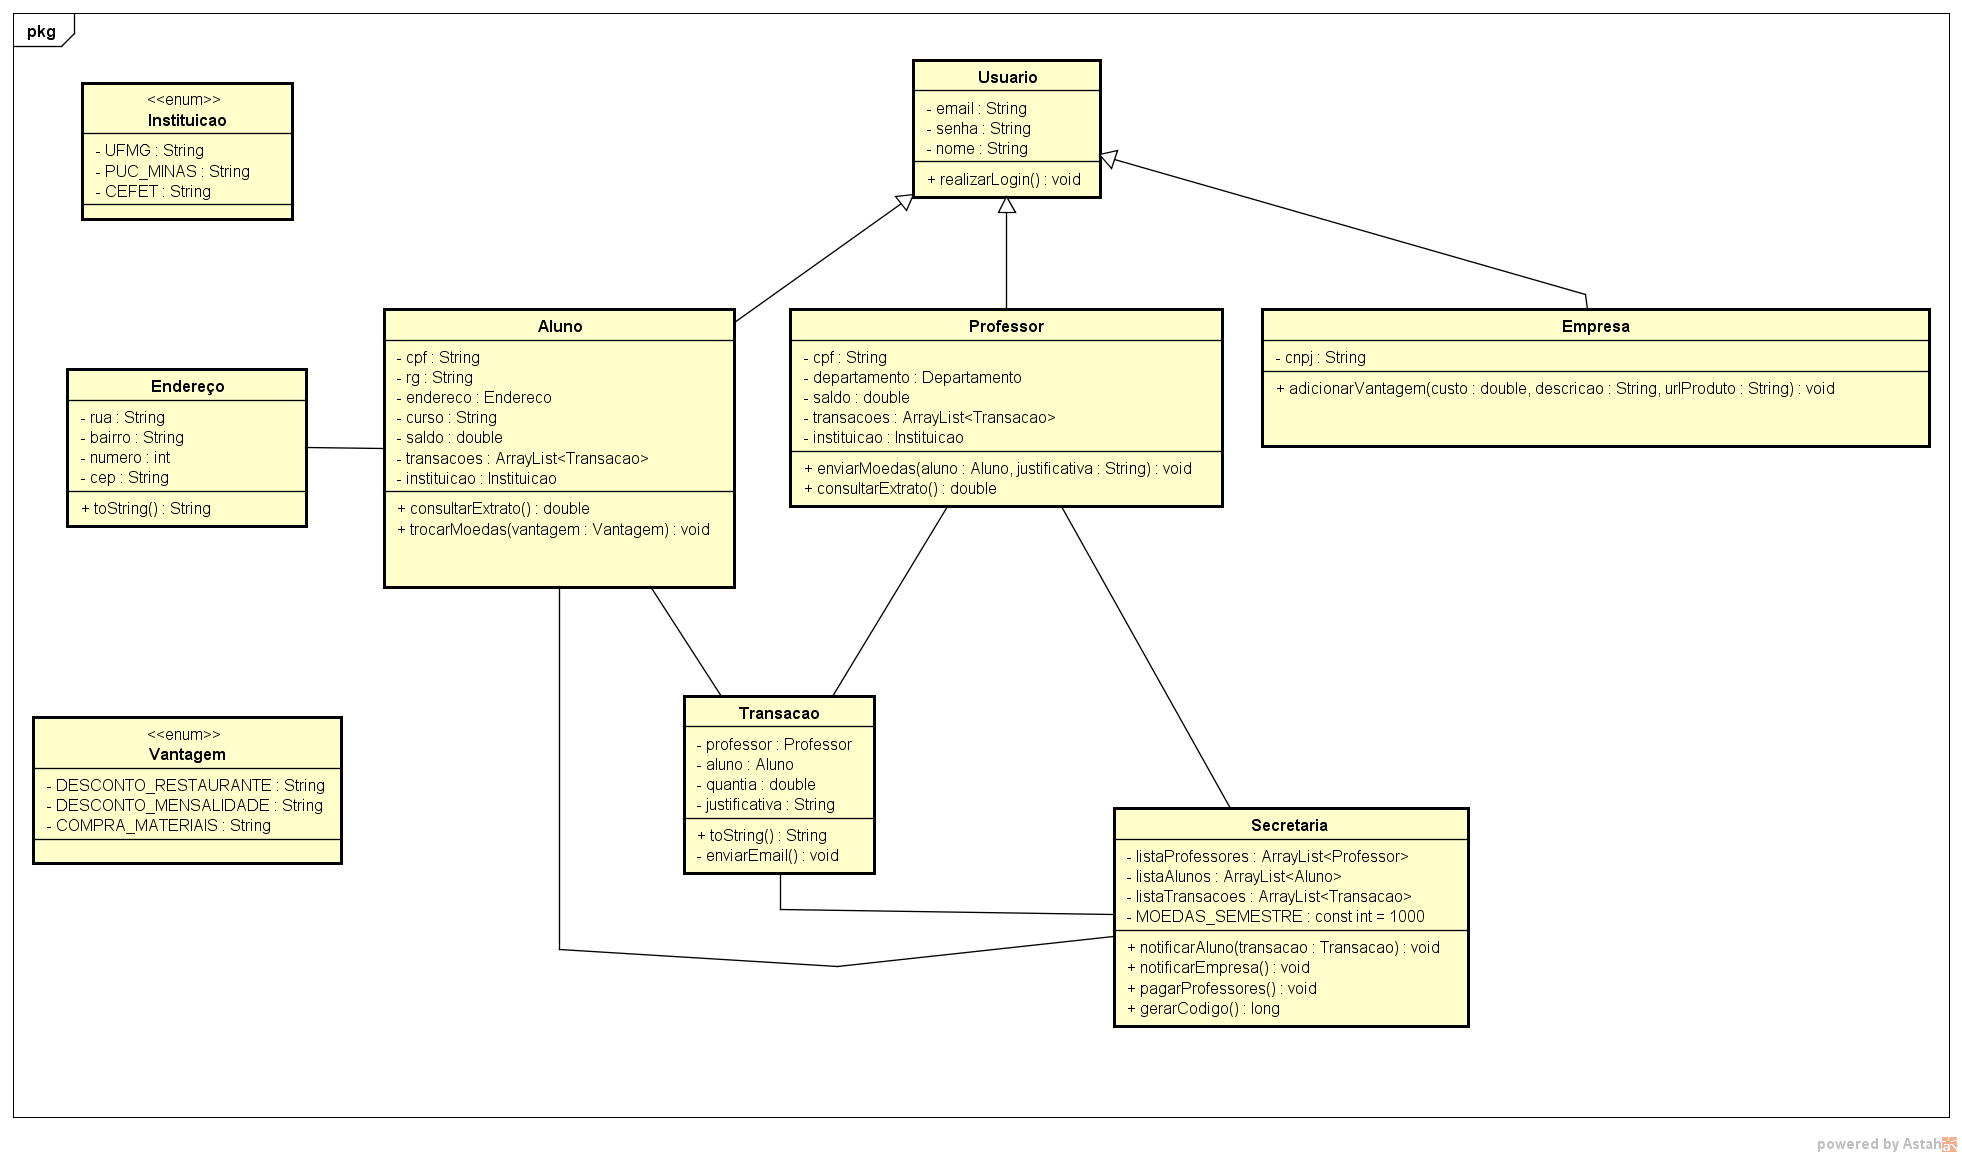 pkg
<<enum>>
Instituicao
- UFMG : String
- PUC_MINAS : String
- CEFET : String
Usuario
- email : String
- senha : String
- nome : String
+ realizarLogin() : void
Endereço
- rua : String
- bairro : String
- numero : int
- cep : String
+ toString() : String
Aluno
- cpf : String
- rg : String
- endereco : Endereco
- curso : String
- saldo : double
- transacoes : ArrayList<Transacao>
- instituicao : Instituicao
+ consultarExtrato() : double
+ trocarMoedas(vantagem : Vantagem) : void
Professor
- cpf : String
- departamento : Departamento
- saldo : double
- transacoes : ArrayList<Transacao>
- instituicao : Instituicao
+ enviarMoedas(aluno : Aluno, justificativa : String) : void
+ consultarExtrato() : double
Empresa
- cnpj : String
+ adicionarVantagem(custo : double, descricao : String, urlProduto : String) : void
<<enum>>
Vantagem
- DESCONTO_RESTAURANTE : String
- DESCONTO_MENSALIDADE : String
- COMPRA_MATERIAIS : String
Transacao
- professor : Professor
- aluno : Aluno
- quantia : double
- justificativa : String
+ toString() : String
- enviarEmail() : void
Secretaria
- listaProfessores : ArrayList<Professor>
- listaAlunos : ArrayList<Aluno>
- listaTransacoes : ArrayList<Transacao>
- MOEDAS_SEMESTRE : const int = 1000
+ notificarAluno(transacao : Transacao) : void
+ notificarEmpresa() : void
+ pagarProfessores() : void
+ gerarCodigo() : long
powered by Astah